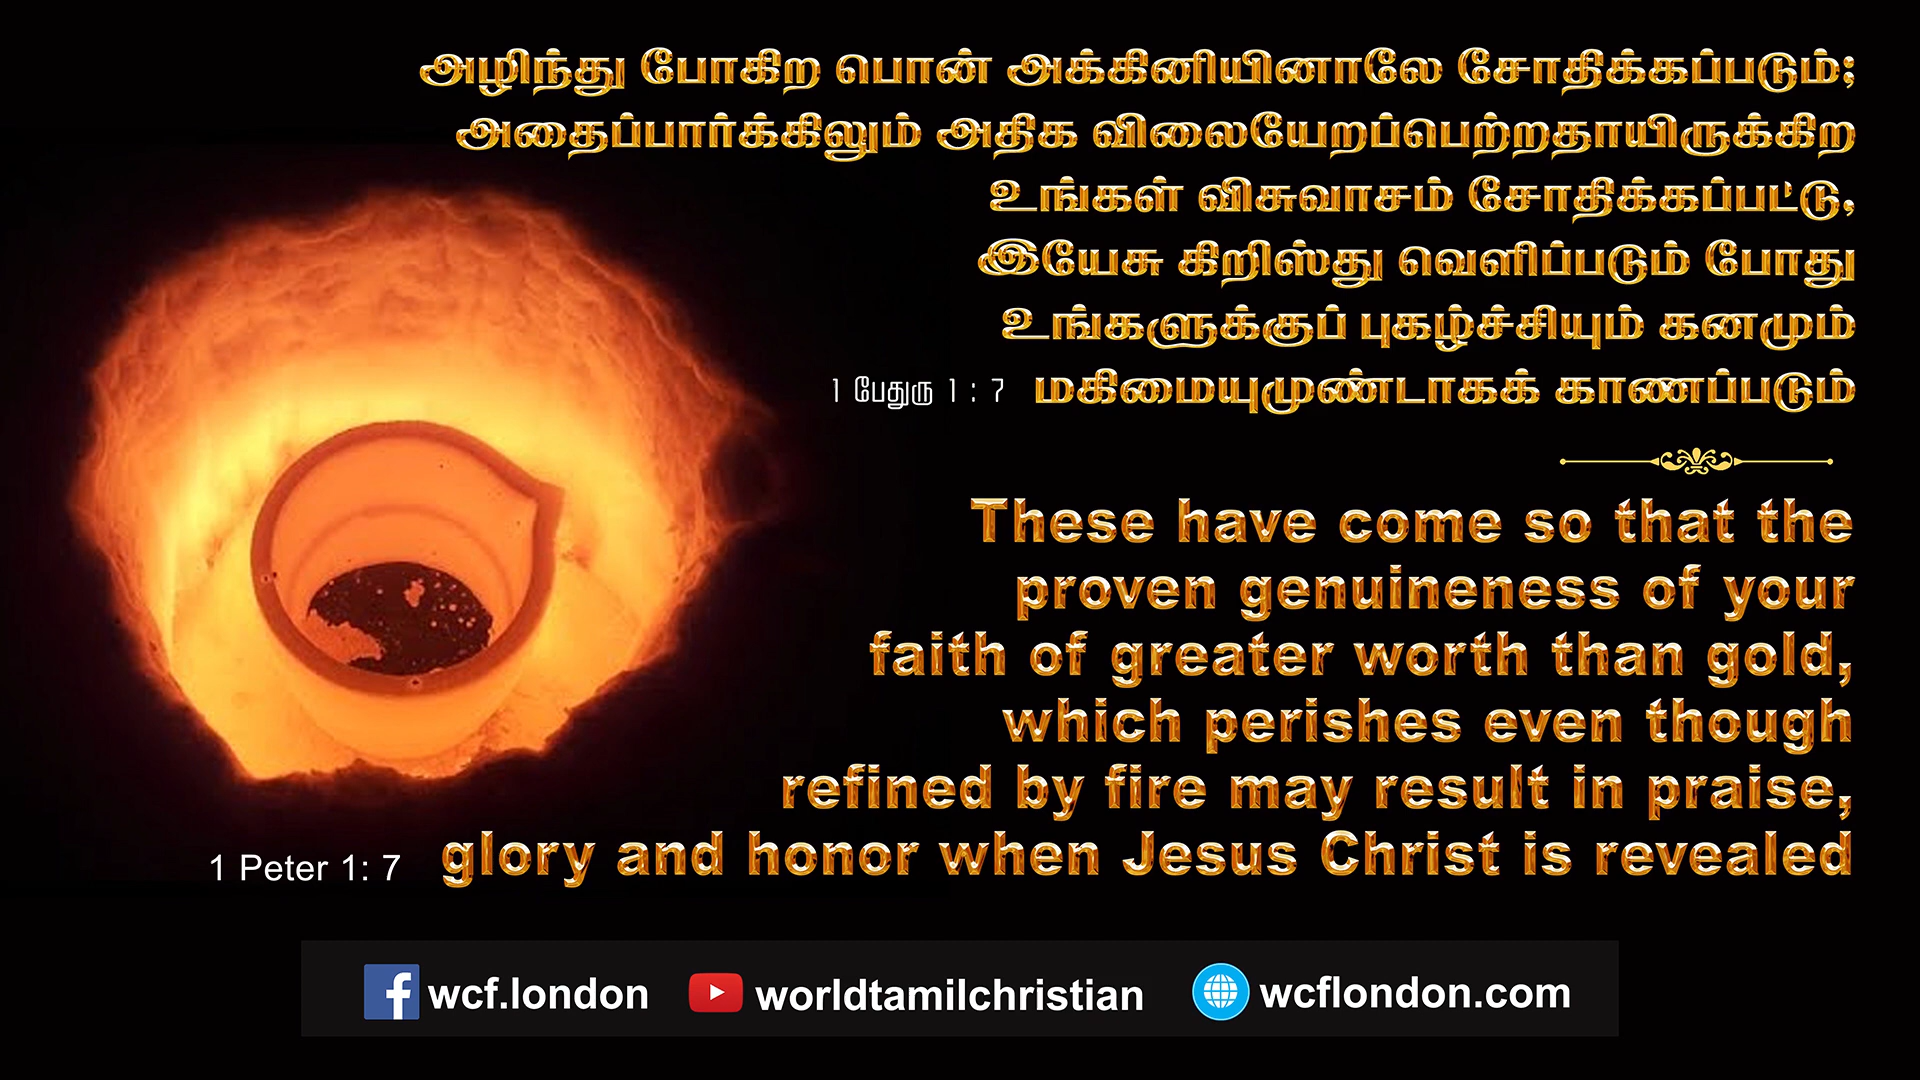 அழிந்து போகிற பொன் அக்கினியினாலே சோதிக்கப்படும்;
அதைப்பார்க்கிலும் அதிக விலையேறப்பெற்றதாயிருக்கிற
உங்கள் விசுவாசம் சோதிக்கப்பட்டு,
இயேசு கிறிஸ்து வெளிப்படும் போது
உங்களுக்குப் புகழ்ச்சியும் கனமும்
1 பேதுரு 1 : 7 மகிமையுமுண்டாகக் காணப்படும்
These have come so that the
proven genuineness of your
faith of greater worth than gold,
which perishes even though
refined by fire may result in praise,
1 Peter 1: 7 glory and honor when Jesus Christ is revealed
f wcf.london worldtamilchristian wcflondon.com